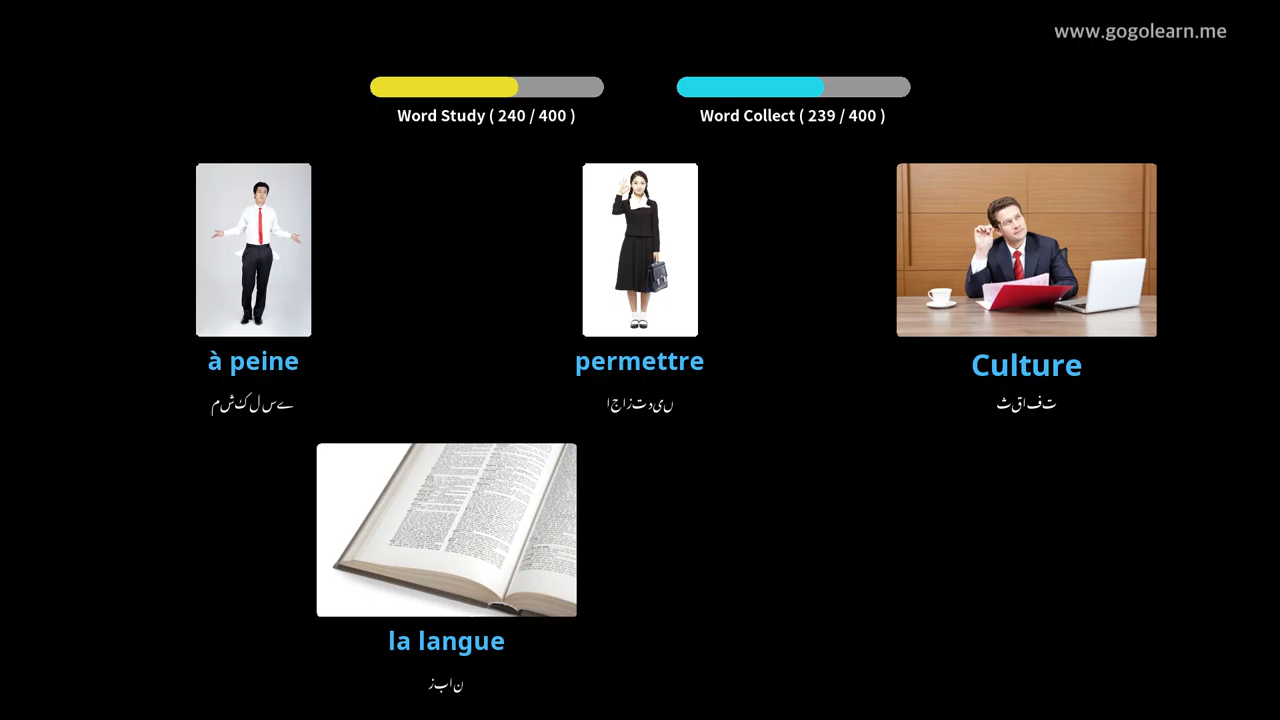 www.gogolearn.me
Word Study ( 240 / 400 )
Word Collect ( 239 / 400 )
à peine
permettre
Culture
مشکل سے
اجازت دیں
ثقافت
la langue
زبان